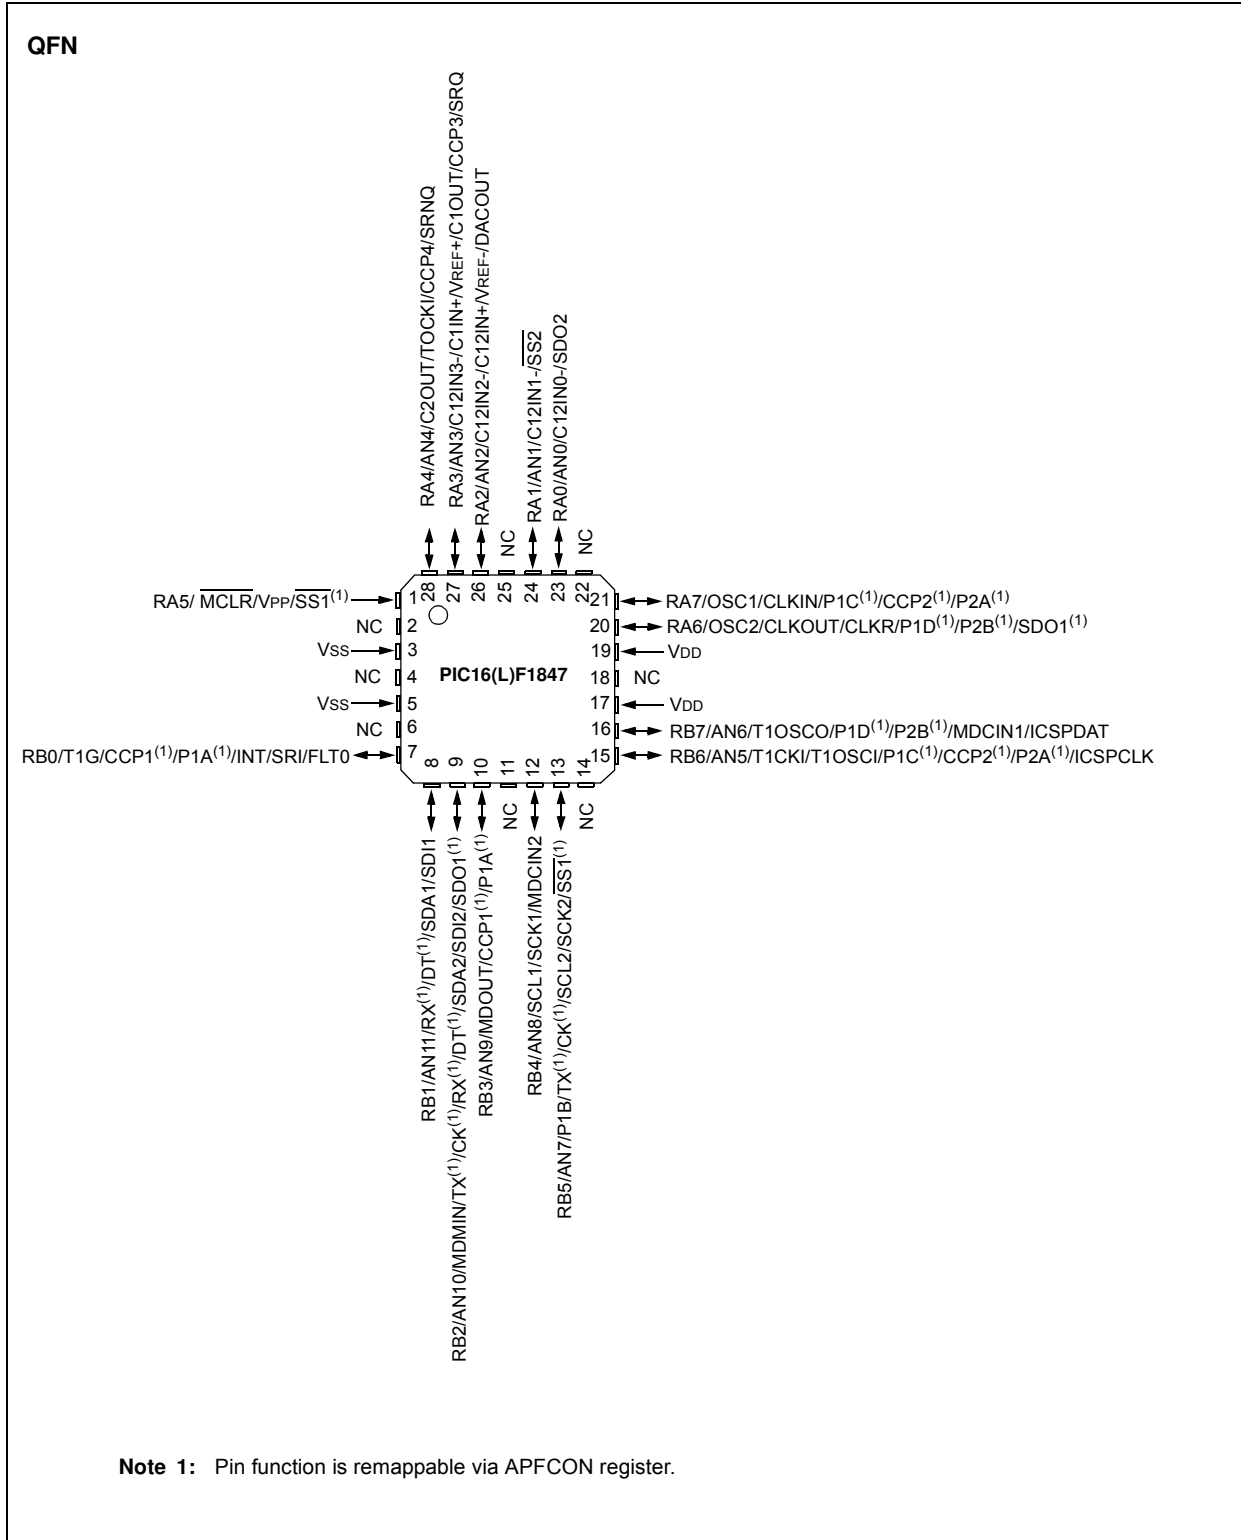 QFN
RA4/AN4/C2OUT/TOCKI/CCP4/SRNQ
RA3/AN3/C12IN3-/C1IN+/VREF+/C1OUT/CCP3/SRQ
RA2/AN2/C12IN2-/C12IN+/VREF-/DACOUT
NC
RA1/AN1/C12IN1-/SS2
RA0/AN0/C12IN0-/SDO2
NC
28 27 26 25 24 23 22
RA5/ MCLR/VPP/SS1(1) 1
NC 2
VSS 3
NC 4
VSS 5
NC 6
RB0/T1G/CCP1(1)/P1A(1)/INT/SRI/FLT0 7
PIC16(L)F1847
21 RA7/OSC1/CLKIN/P1C(1)/CCP2(1)/P2A(1)
20 RA6/OSC2/CLKOUT/CLKR/P1D(1)/P2B(1)/SDO1(1)
19 VDD
18 NC
17 VDD
16 RB7/AN6/T1OSCO/P1D(1)/P2B(1)/MDCIN1/ICSPDAT
15 RB6/AN5/T1CKI/T1OSCI/P1C(1)/CCP2(1)/P2A(1)/ICSPCLK
8 9 10 11 12 13 14
RB1/AN11/RX(1)/DT(1)/SDA1/SDI1
RB2/AN10/MDMIN/TX(1)/CK(1)/RX(1)/DT(1)/SDA2/SDI2/SDO1(1)
RB3/AN9/MDOUT/CCP1(1)/P1A(1)
NC
RB4/AN8/SCL1/SCK1/MDCIN2
RB5/AN7/P1B/TX(1)/CK(1)/SCL2/SCK2/SS1(1)
NC
Note 1: Pin function is remappable via APFCON register.